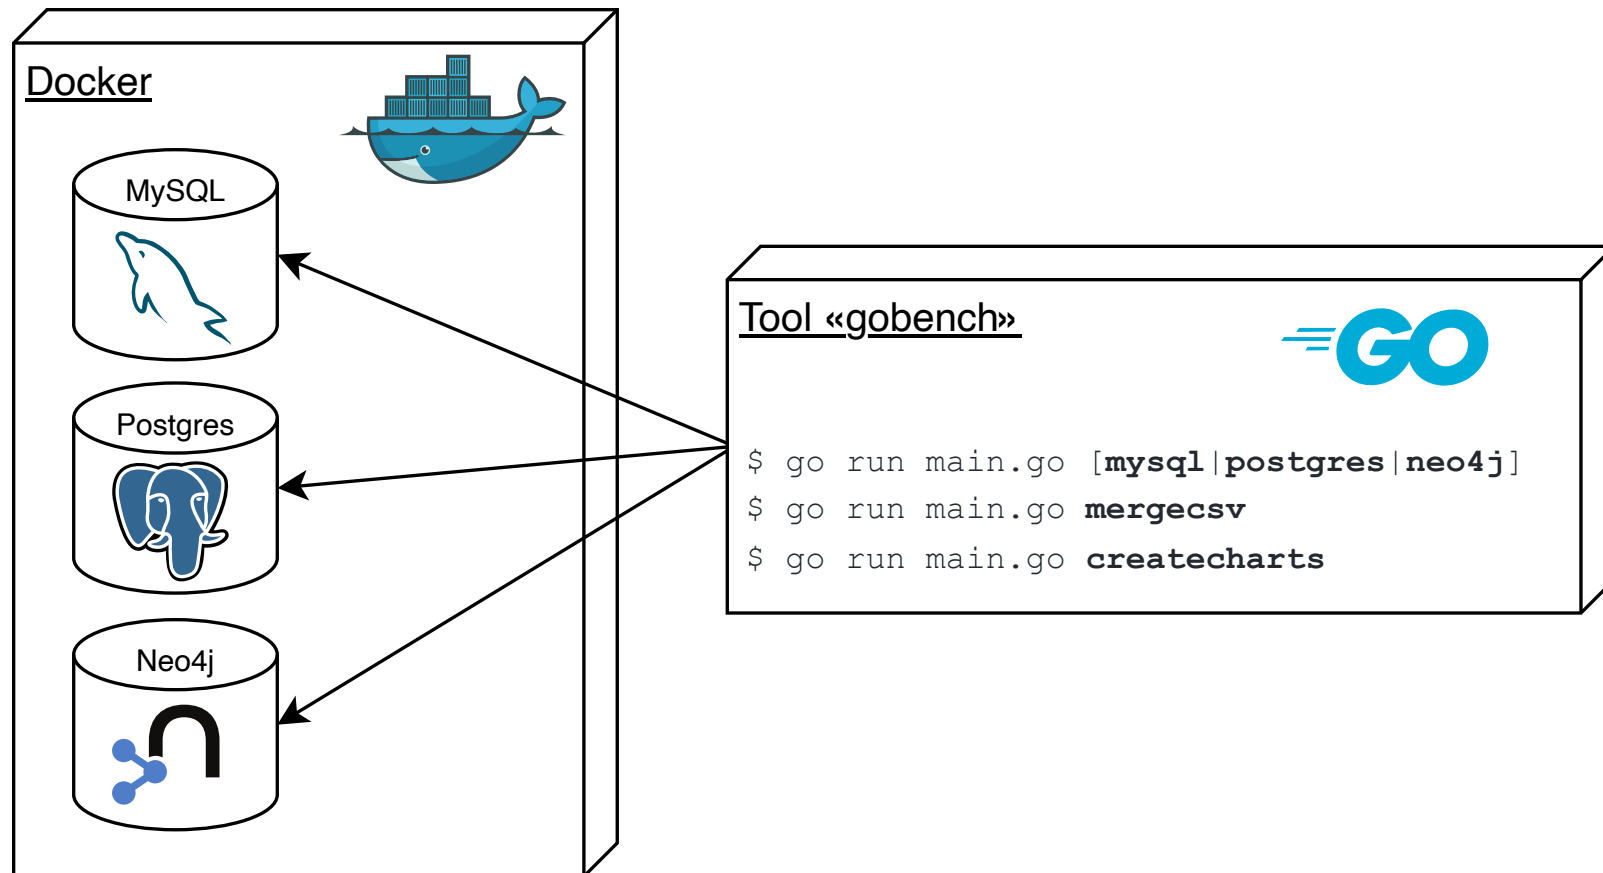 Docker
MySQL
Postgres
Neo4j
Tool «gobench»
GO
$ go run main.go [mysql|postgres|neo4j]
$ go run main.go mergecsv
$ go run main.go createcharts